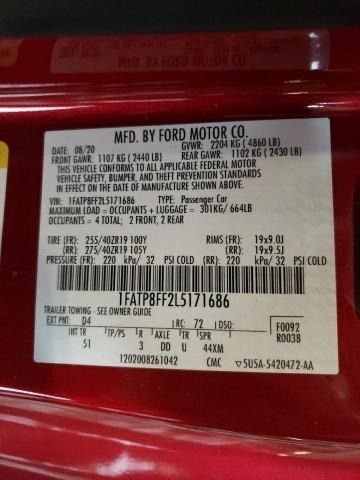 MFD. BY FORD MOTOR CO.
DATE: 08/20 GVWR: 2204 KG (4860 LB)
FRONT GAWR: 1107 KG (2440 LB) REAR GAWR: 1102 KG (2430 LB)
THIS VEHICLE CONFORMS TO ALL APPLICABLE FEDERAL MOTOR
VEHICLE SAFETY, BUMPER, AND THEFT PREVENTION STANDARDS
IN EFFECT ON THE DATE OF MANUFACTURE SHOWN ABOVE.
VIN: 1FATP8FF2L5171686 TYPE: Passenger Car
MAXIMUM LOAD = OCCUPANTS + LUGGAGE = 301KG/ 664LB
OCCUPANTS = 4 TOTAL; 2 FRONT, 2 REAR
TIRE (FR): 255/40ZR19 100Y RIMS (FR): 19x9.0J
(RR): 275/40ZR19 105Y (RR): 19x9.5J
PRESSURE (FR): 220 kPa/ 32 PSI COLD (RR): 220 kPa/ 32 PSI COLD
1FATP8FF2L5171686
TRAILER TOWING - SEE OWNER GUIDE
EXT PNT: D4 RC: 72 DSO: F0092
INT TR TP/PS R AXLE TR SPR R0038
51 3 DD U 44XM
1202008261042 CMC 5U5A-5420472-AA